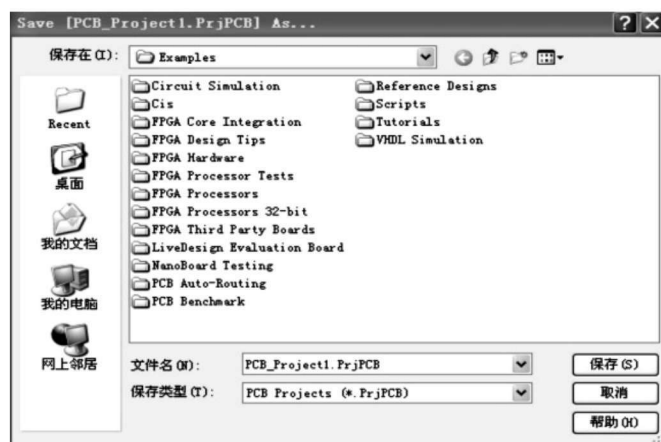 Save [PCB_Project1.PrjPCB] As...
保存在(I):
Examples
Recent
桌面
我的文档
我的电脑
网上邻居
Circuit Simulation
Cis
FPGA Core Integration
FPGA Design Tips
FPGA Hardware
FPGA Processor Tests
FPGA Processors
FPGA Processors 32-bit
FPGA Third Party Boards
LiveDesign Evaluation Board
NanoBoard Testing
PCB Auto-Routing
PCB Benchmark
Reference Designs
Scripts
Tutorials
VHDL Simulation
文件名(N):
PCB_Project1.PrjPCB
保存(S)
保存类型(T):
PCB Projects (*.PrjPCB)
取消
帮助(H)